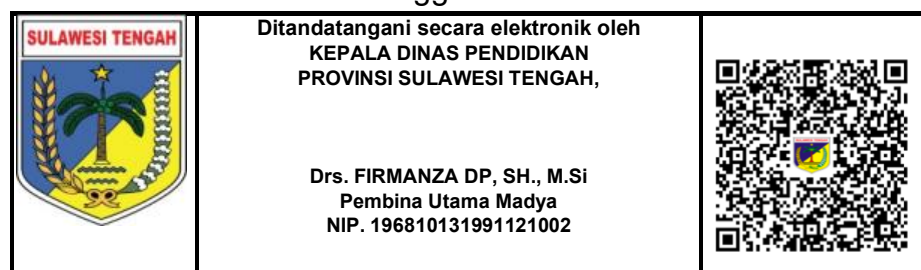 SULAWESI TENGAH
Ditandatangani secara elektronik oleh
KEPALA DINAS PENDIDIKAN
PROVINSI SULAWESI TENGAH,
Drs. FIRMANZA DP, SH., M.Si
Pembina Utama Madya
NIP. 196810131991121002